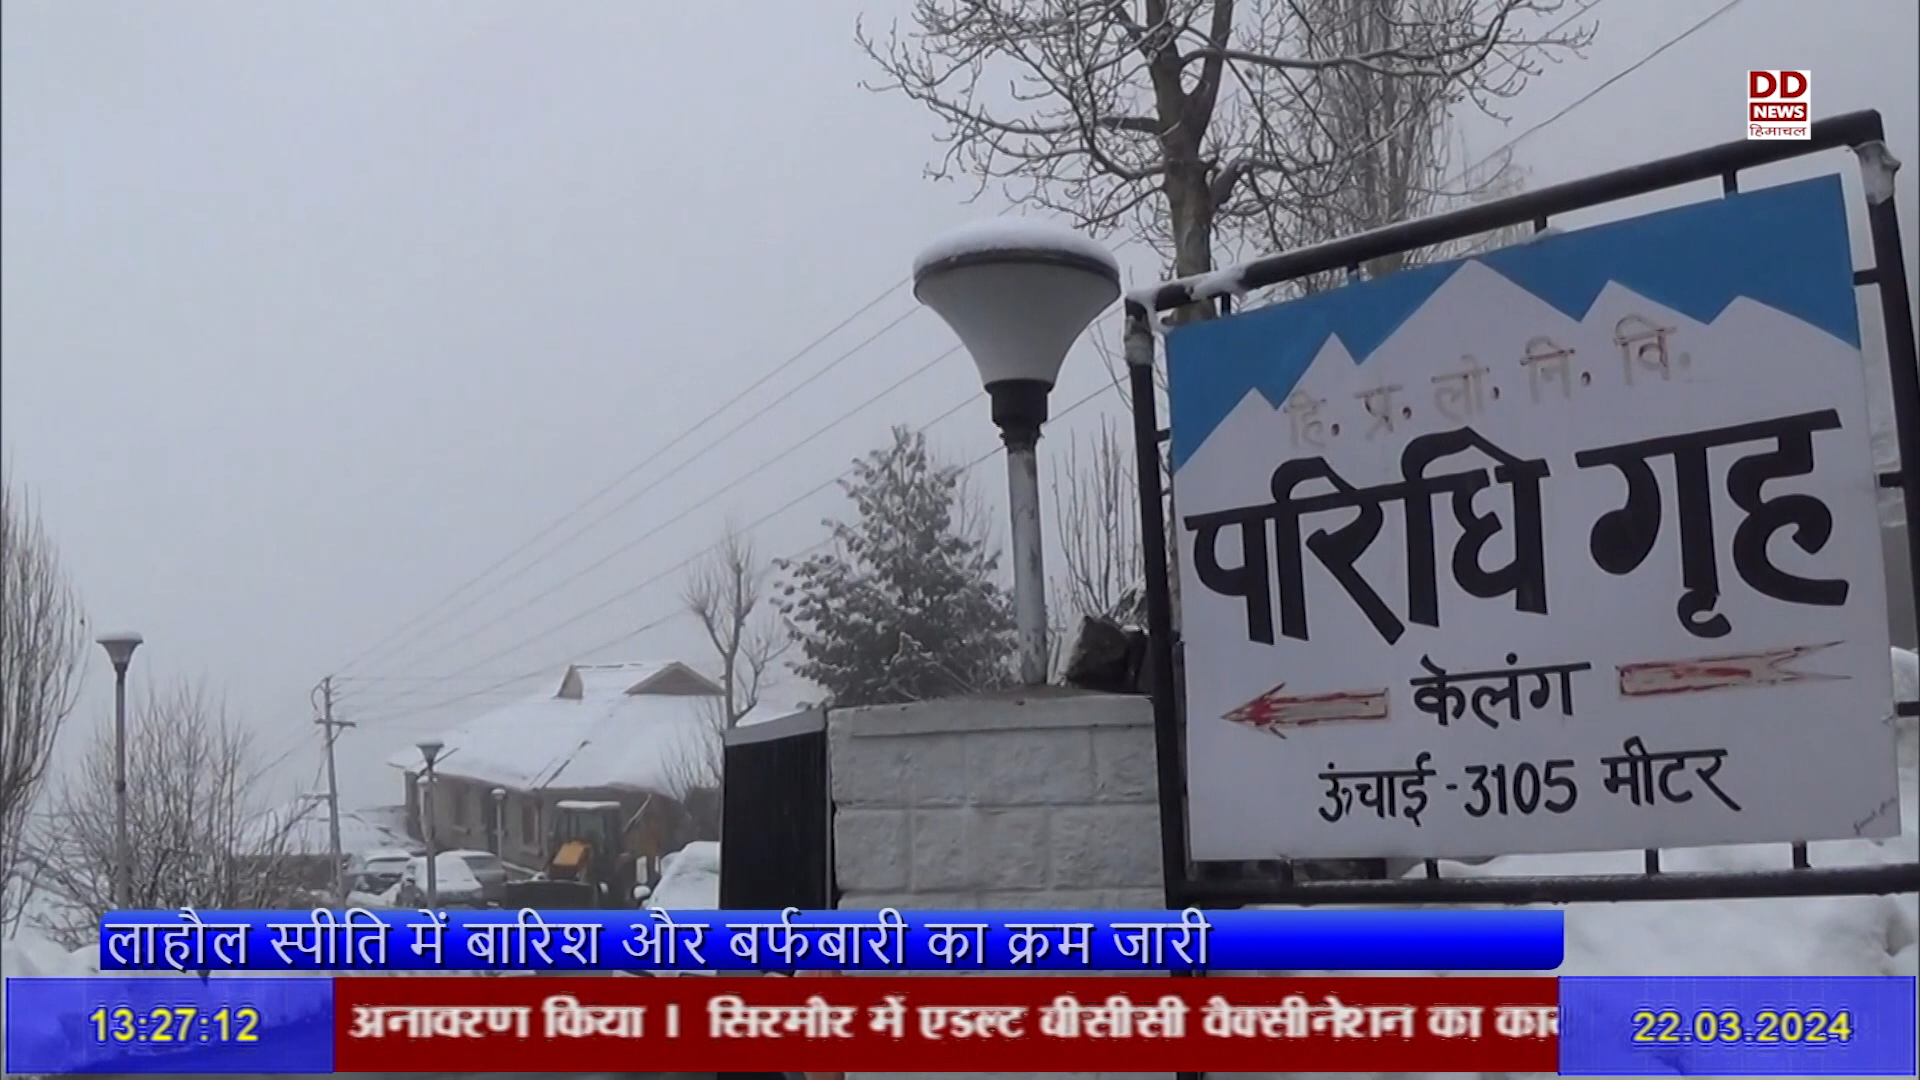 DD
NEWS
हिमाचल
हि. प्र. लो. नि. वि.
परिधि गृह
केलंग
ऊंचाई - 3105 मीटर
लाहौल स्पीति में बारिश और बर्फबारी का क्रम जारी
13:27:12
अनावरण किया । सिरमौर में एडल्ट बीसीसी वैक्सीनेशन का
22.03.2024